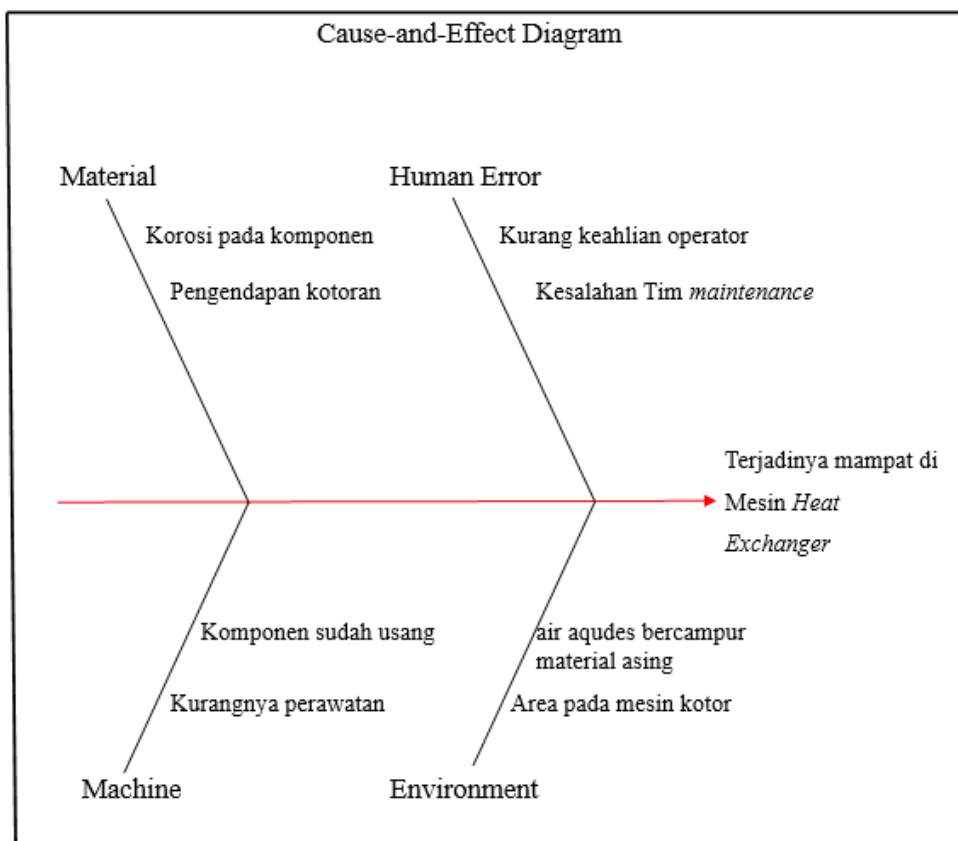 Cause-and-Effect Diagram
Material
Human Error
Korosi pada komponen
Kurang keahlian operator
Pengendapan kotoran
Kesalahan Tim maintenance
Terjadinya mampat di
Mesin Heat
Exchanger
Komponen sudah usang
air aqudes bercampur
material asing
Kurangnya perawatan
Area pada mesin kotor
Machine
Environment